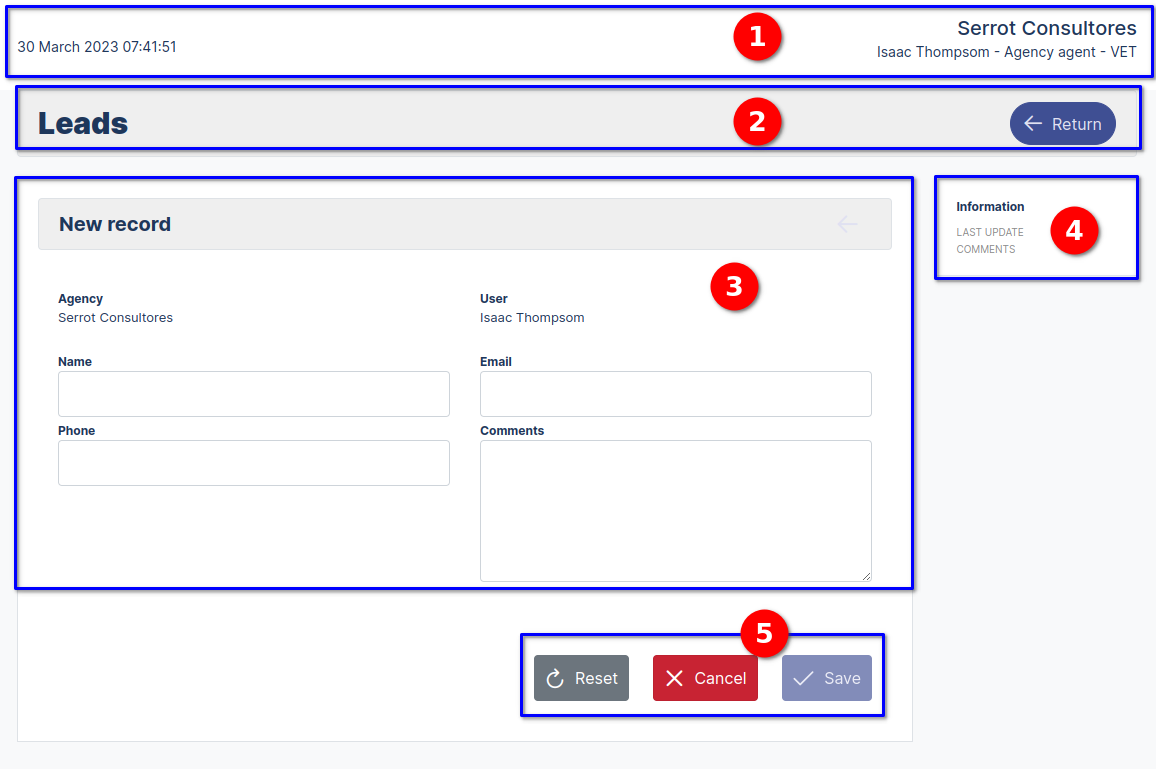 Serrot Consultores
30 March 2023 07:41:51
1
Isaac Thompsom - Agency agent - VET
Leads
2
Return
New record
Information
LAST UPDATE
COMMENTS
4
3
Agency
User
Serrot Consultores
Isaac Thompsom
Name
Email
Phone
Comments
5
Reset
Cancel
Save